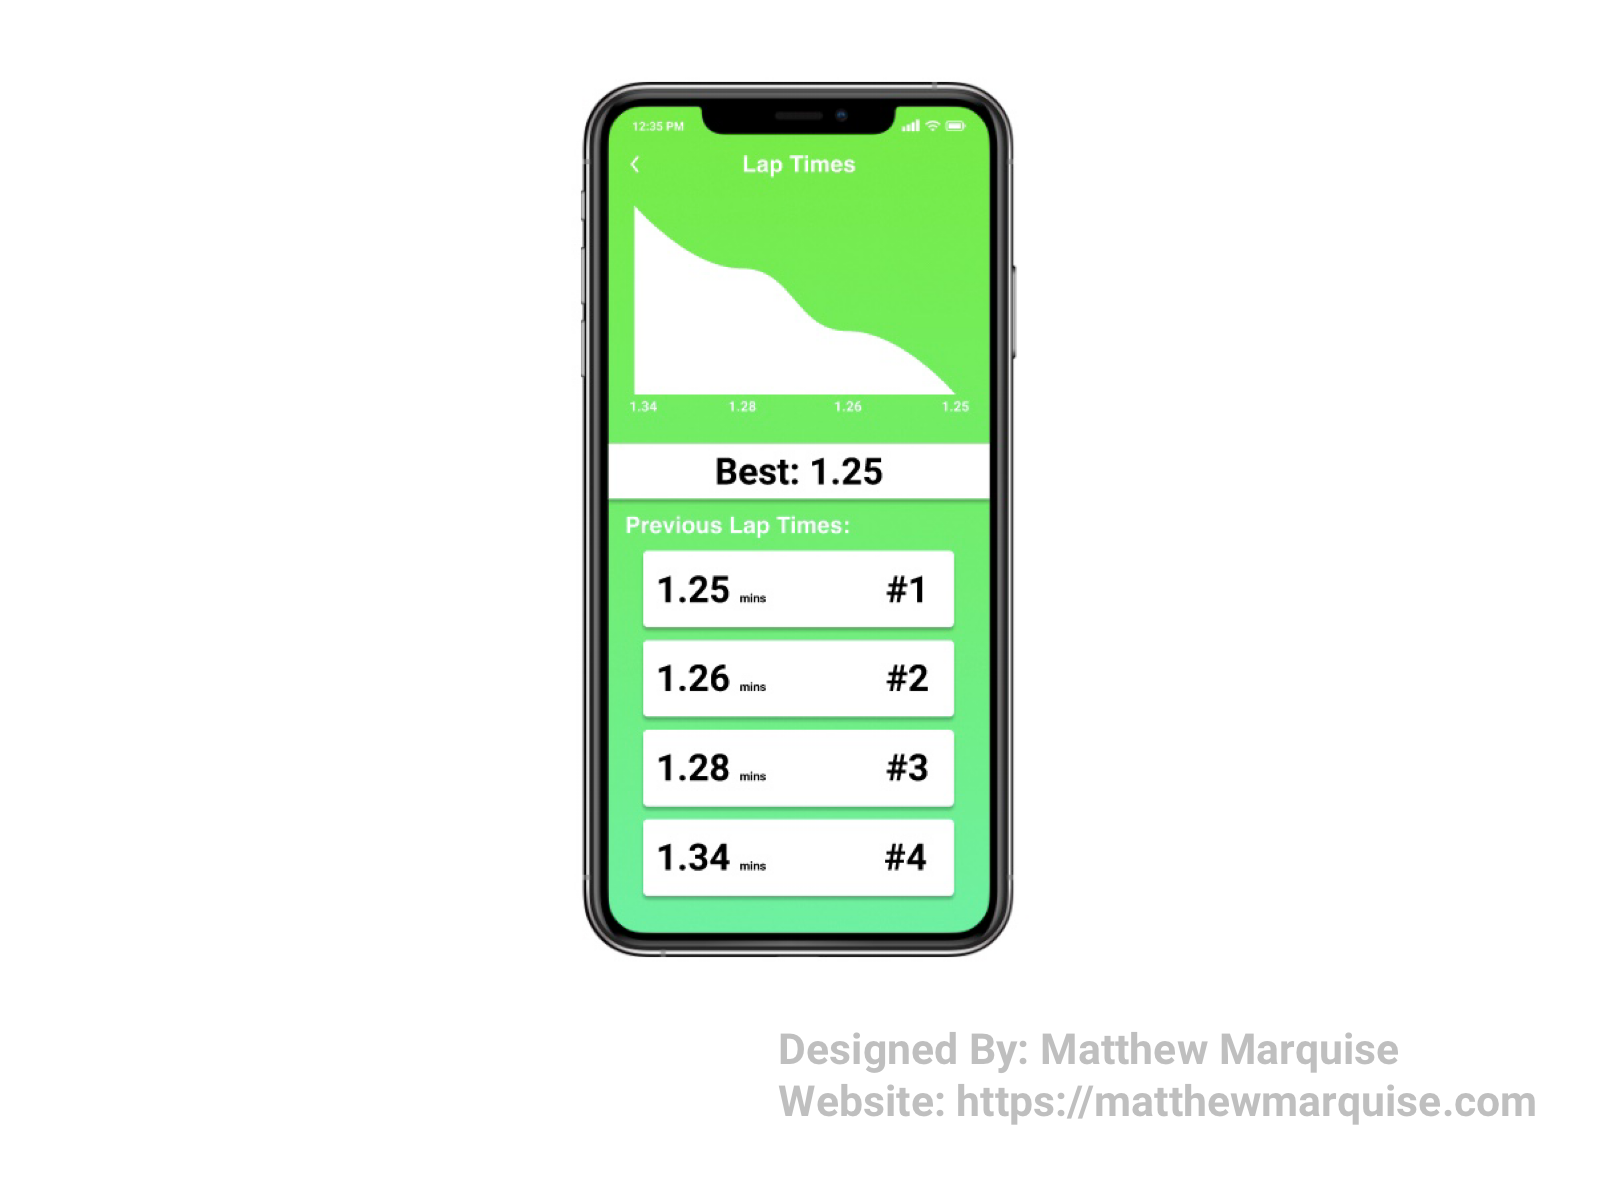 12:35 PM
Lap Times
1.34 1.28 1.26 1.25
Best: 1.25
Previous Lap Times:
1.25 mins #1
1.26 mins #2
1.28 mins #3
1.34 mins #4
Designed By: Matthew Marquise
Website: https://matthewmarquise.com